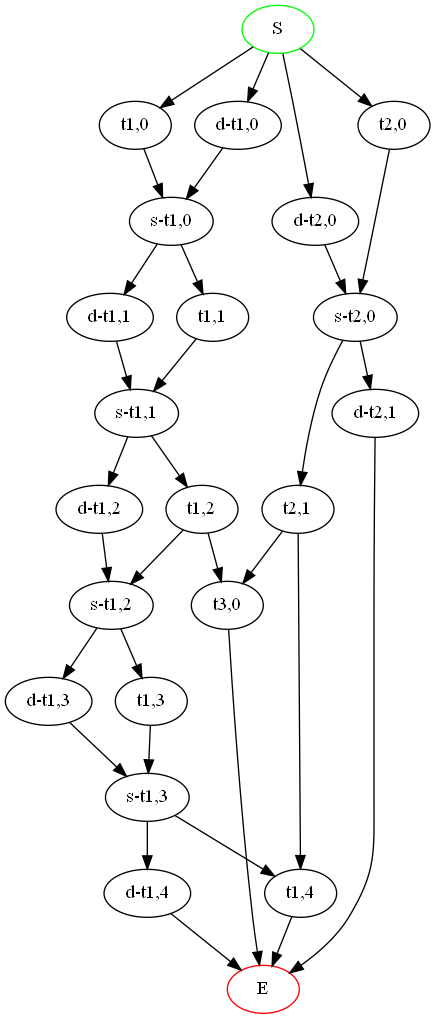 S
t1,0
d-t1,0
t2,0
s-t1,0
d-t2,0
d-t1,1
t1,1
s-t2,0
s-t1,1
d-t2,1
d-t1,2
t1,2
t2,1
s-t1,2
t3,0
d-t1,3
t1,3
s-t1,3
d-t1,4
t1,4
E